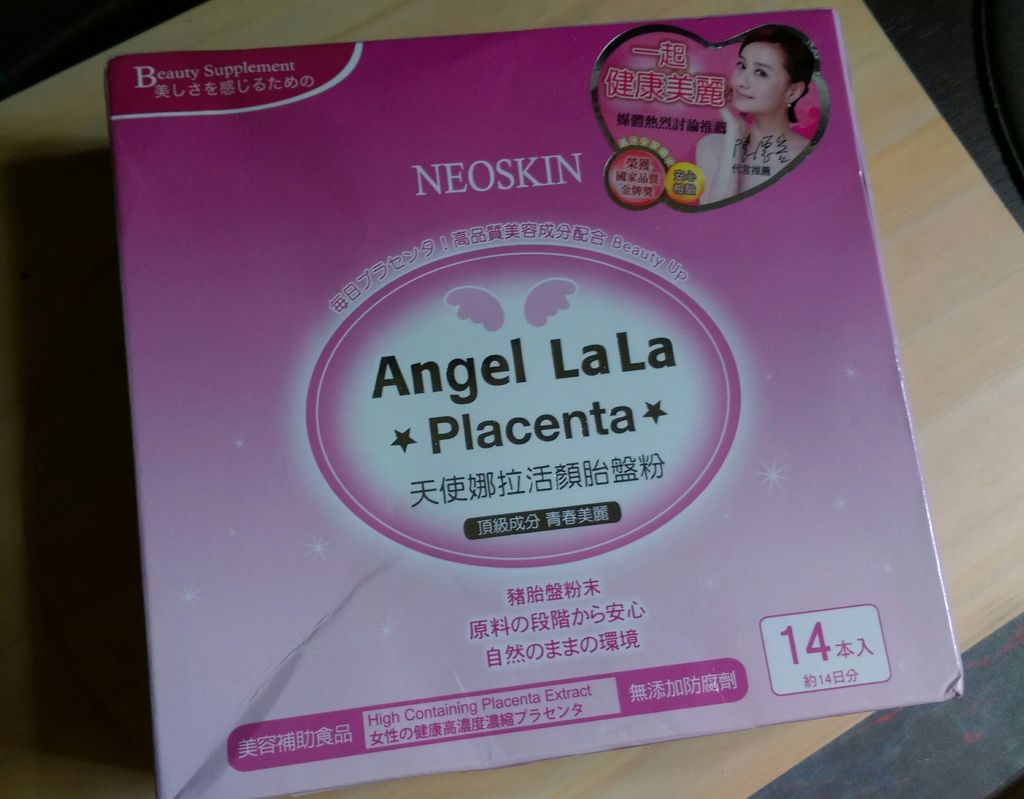 Beauty Supplement
美しさを感じるための
一起
健康美麗
媒體熱烈討論推薦
代言推薦
榮獲
國家品質
金牌獎
安心
檢驗
NEOSKIN
毎日プラセンタ！高品質美容成分配合 Beauty Up
Angel LaLa
★ Placenta ★
天使娜拉活顏胎盤粉
頂級成分 青春美麗
豬胎盤粉末
原料の段階から安心
自然のままの環境
14本入
約14日分
美容補助食品
High Containing Placenta Extract
女性の健康高濃度濃縮プラセンタ
無添加防腐劑